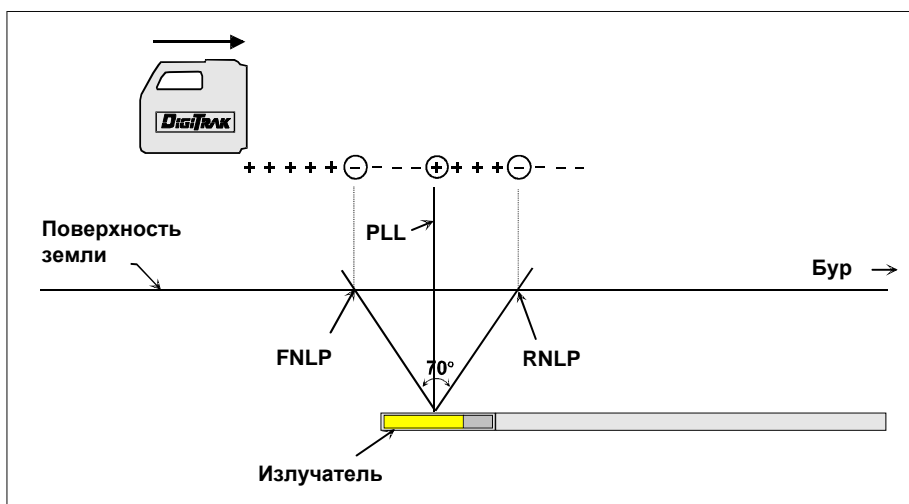 DIGITRAK
+ + + + + - - - - + + + + - - - -
PLL
Поверхность
земли
Бур →
FNLP
70°
RNLP
Излучатель